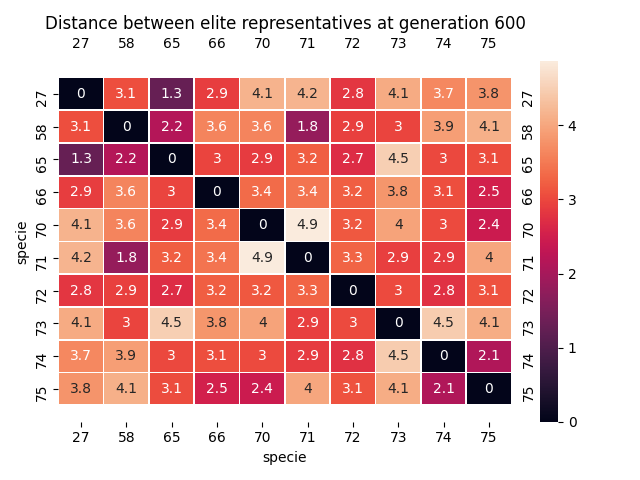 Distance between elite representatives at generation 600
27 58 65 66 70 71 72 73 74 75
27 0 3.1 1.3 2.9 4.1 4.2 2.8 4.1 3.7 3.8 27
58 3.1 0 2.2 3.6 3.6 1.8 2.9 3 3.9 4.1 58
65 1.3 2.2 0 3 2.9 3.2 2.7 4.5 3 3.1 65
66 2.9 3.6 3 0 3.4 3.4 3.2 3.8 3.1 2.5 66
70 4.1 3.6 2.9 3.4 0 4.9 3.2 4 3 2.4 70
71 4.2 1.8 3.2 3.4 4.9 0 3.3 2.9 2.9 4 71
72 2.8 2.9 2.7 3.2 3.2 3.3 0 3 2.8 3.1 72
73 4.1 3 4.5 3.8 4 2.9 3 0 4.5 4.1 73
74 3.7 3.9 3 3.1 3 2.9 2.8 4.5 0 2.1 74
75 3.8 4.1 3.1 2.5 2.4 4 3.1 4.1 2.1 0 75
27 58 65 66 70 71 72 73 74 75
specie
specie
4
3
2
1
0